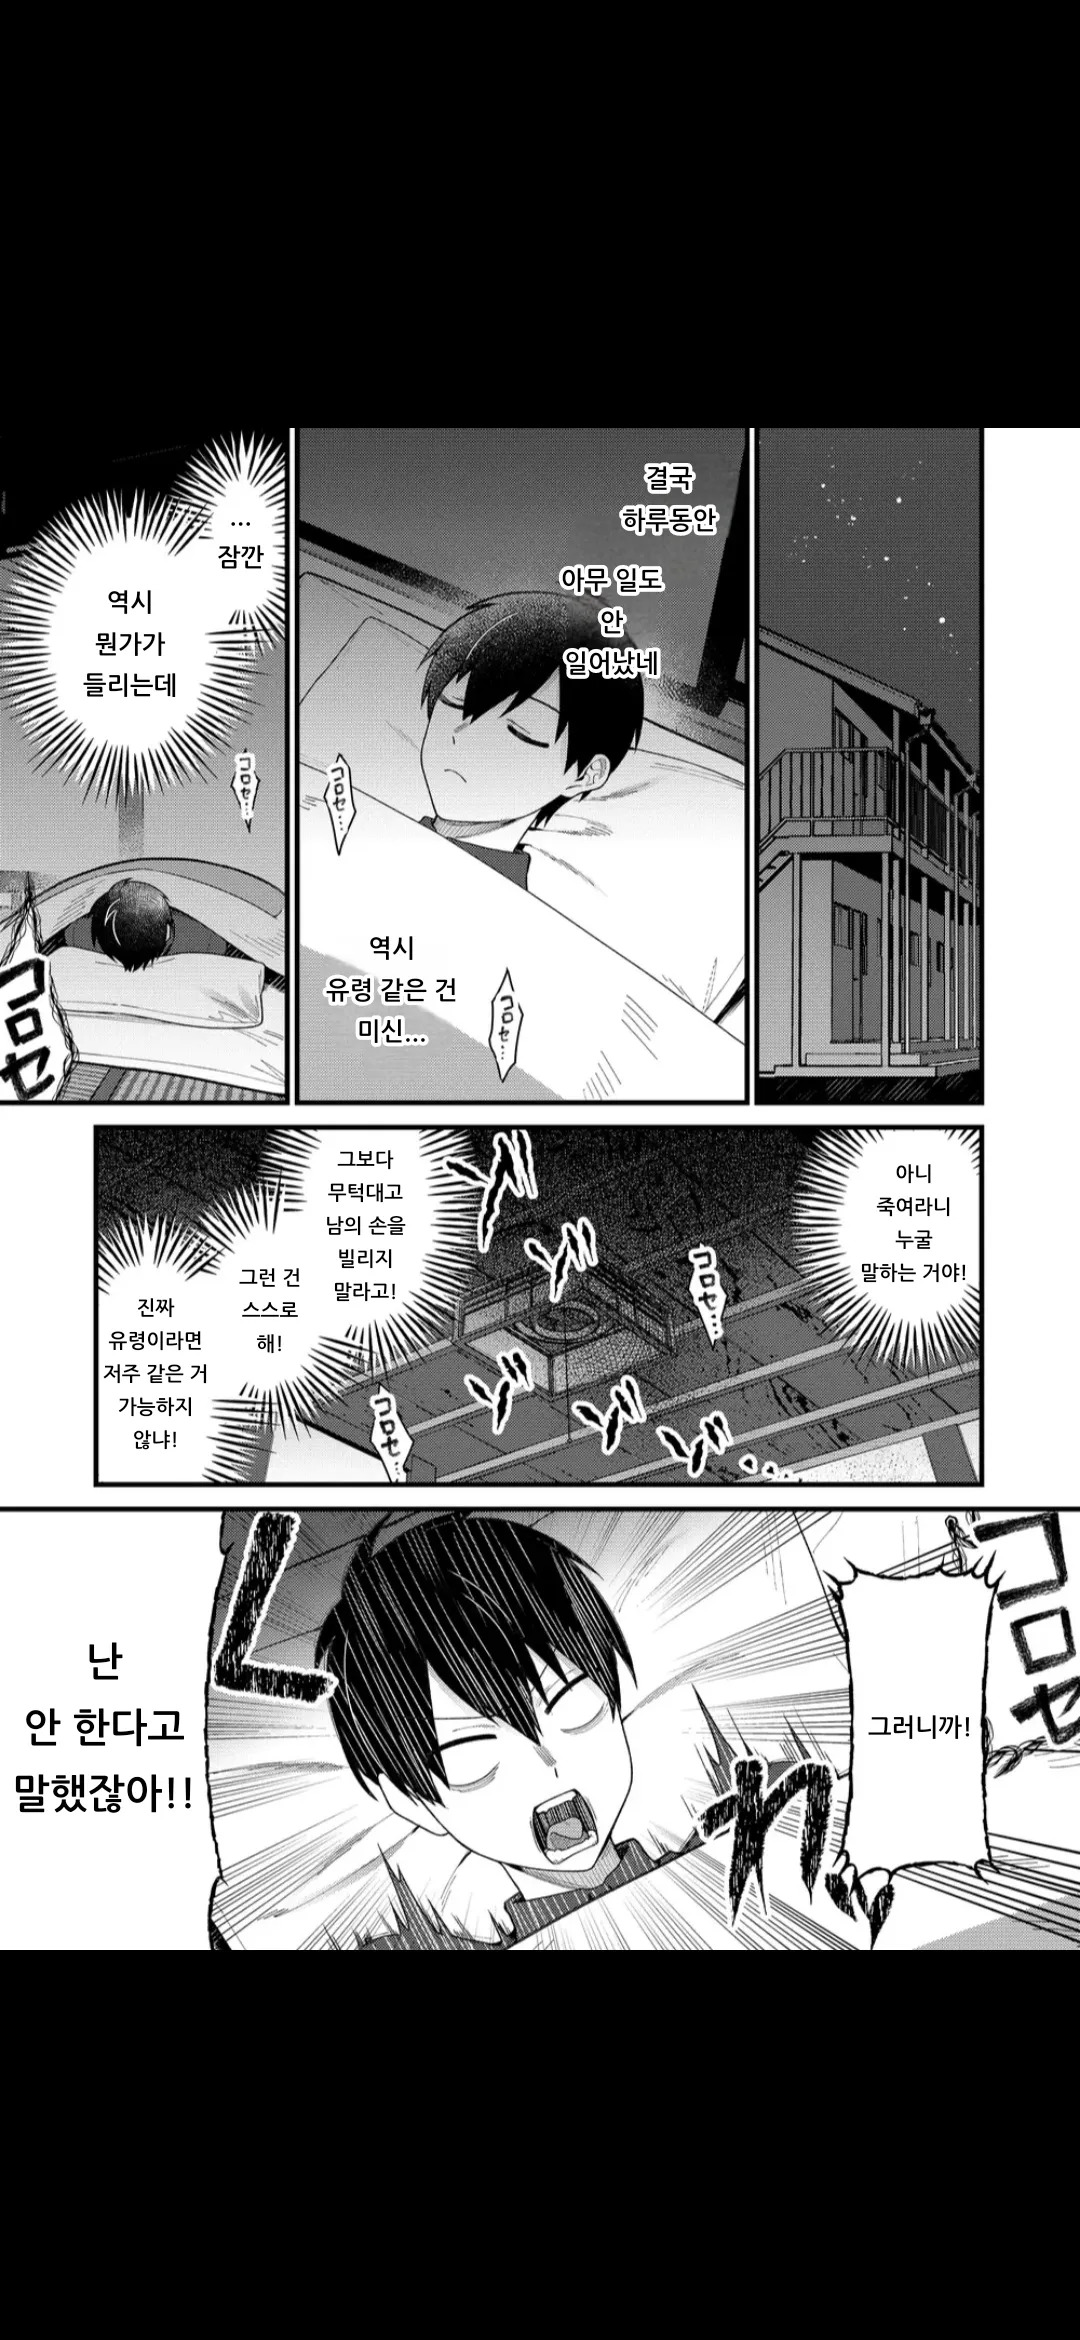 결국
하루동안
아무 일도
안
일어났네
コロセ…
역시
유령 같은 건
미신...
コロセ…
...
잠깐
역시
뭔가가
들리는데
コロセ…
コロセ
아니
죽여라니
누굴
말하는 거야!
コロセ…
그보다
무턱대고
남의 손을
빌리지
말라고!
그런 건
스스로
해!
コロセ…
진짜
유령이라면
저주 같은 거
가능하지
않냐!
コロセ
그러니까!
난
안 한다고
말했잖아!!